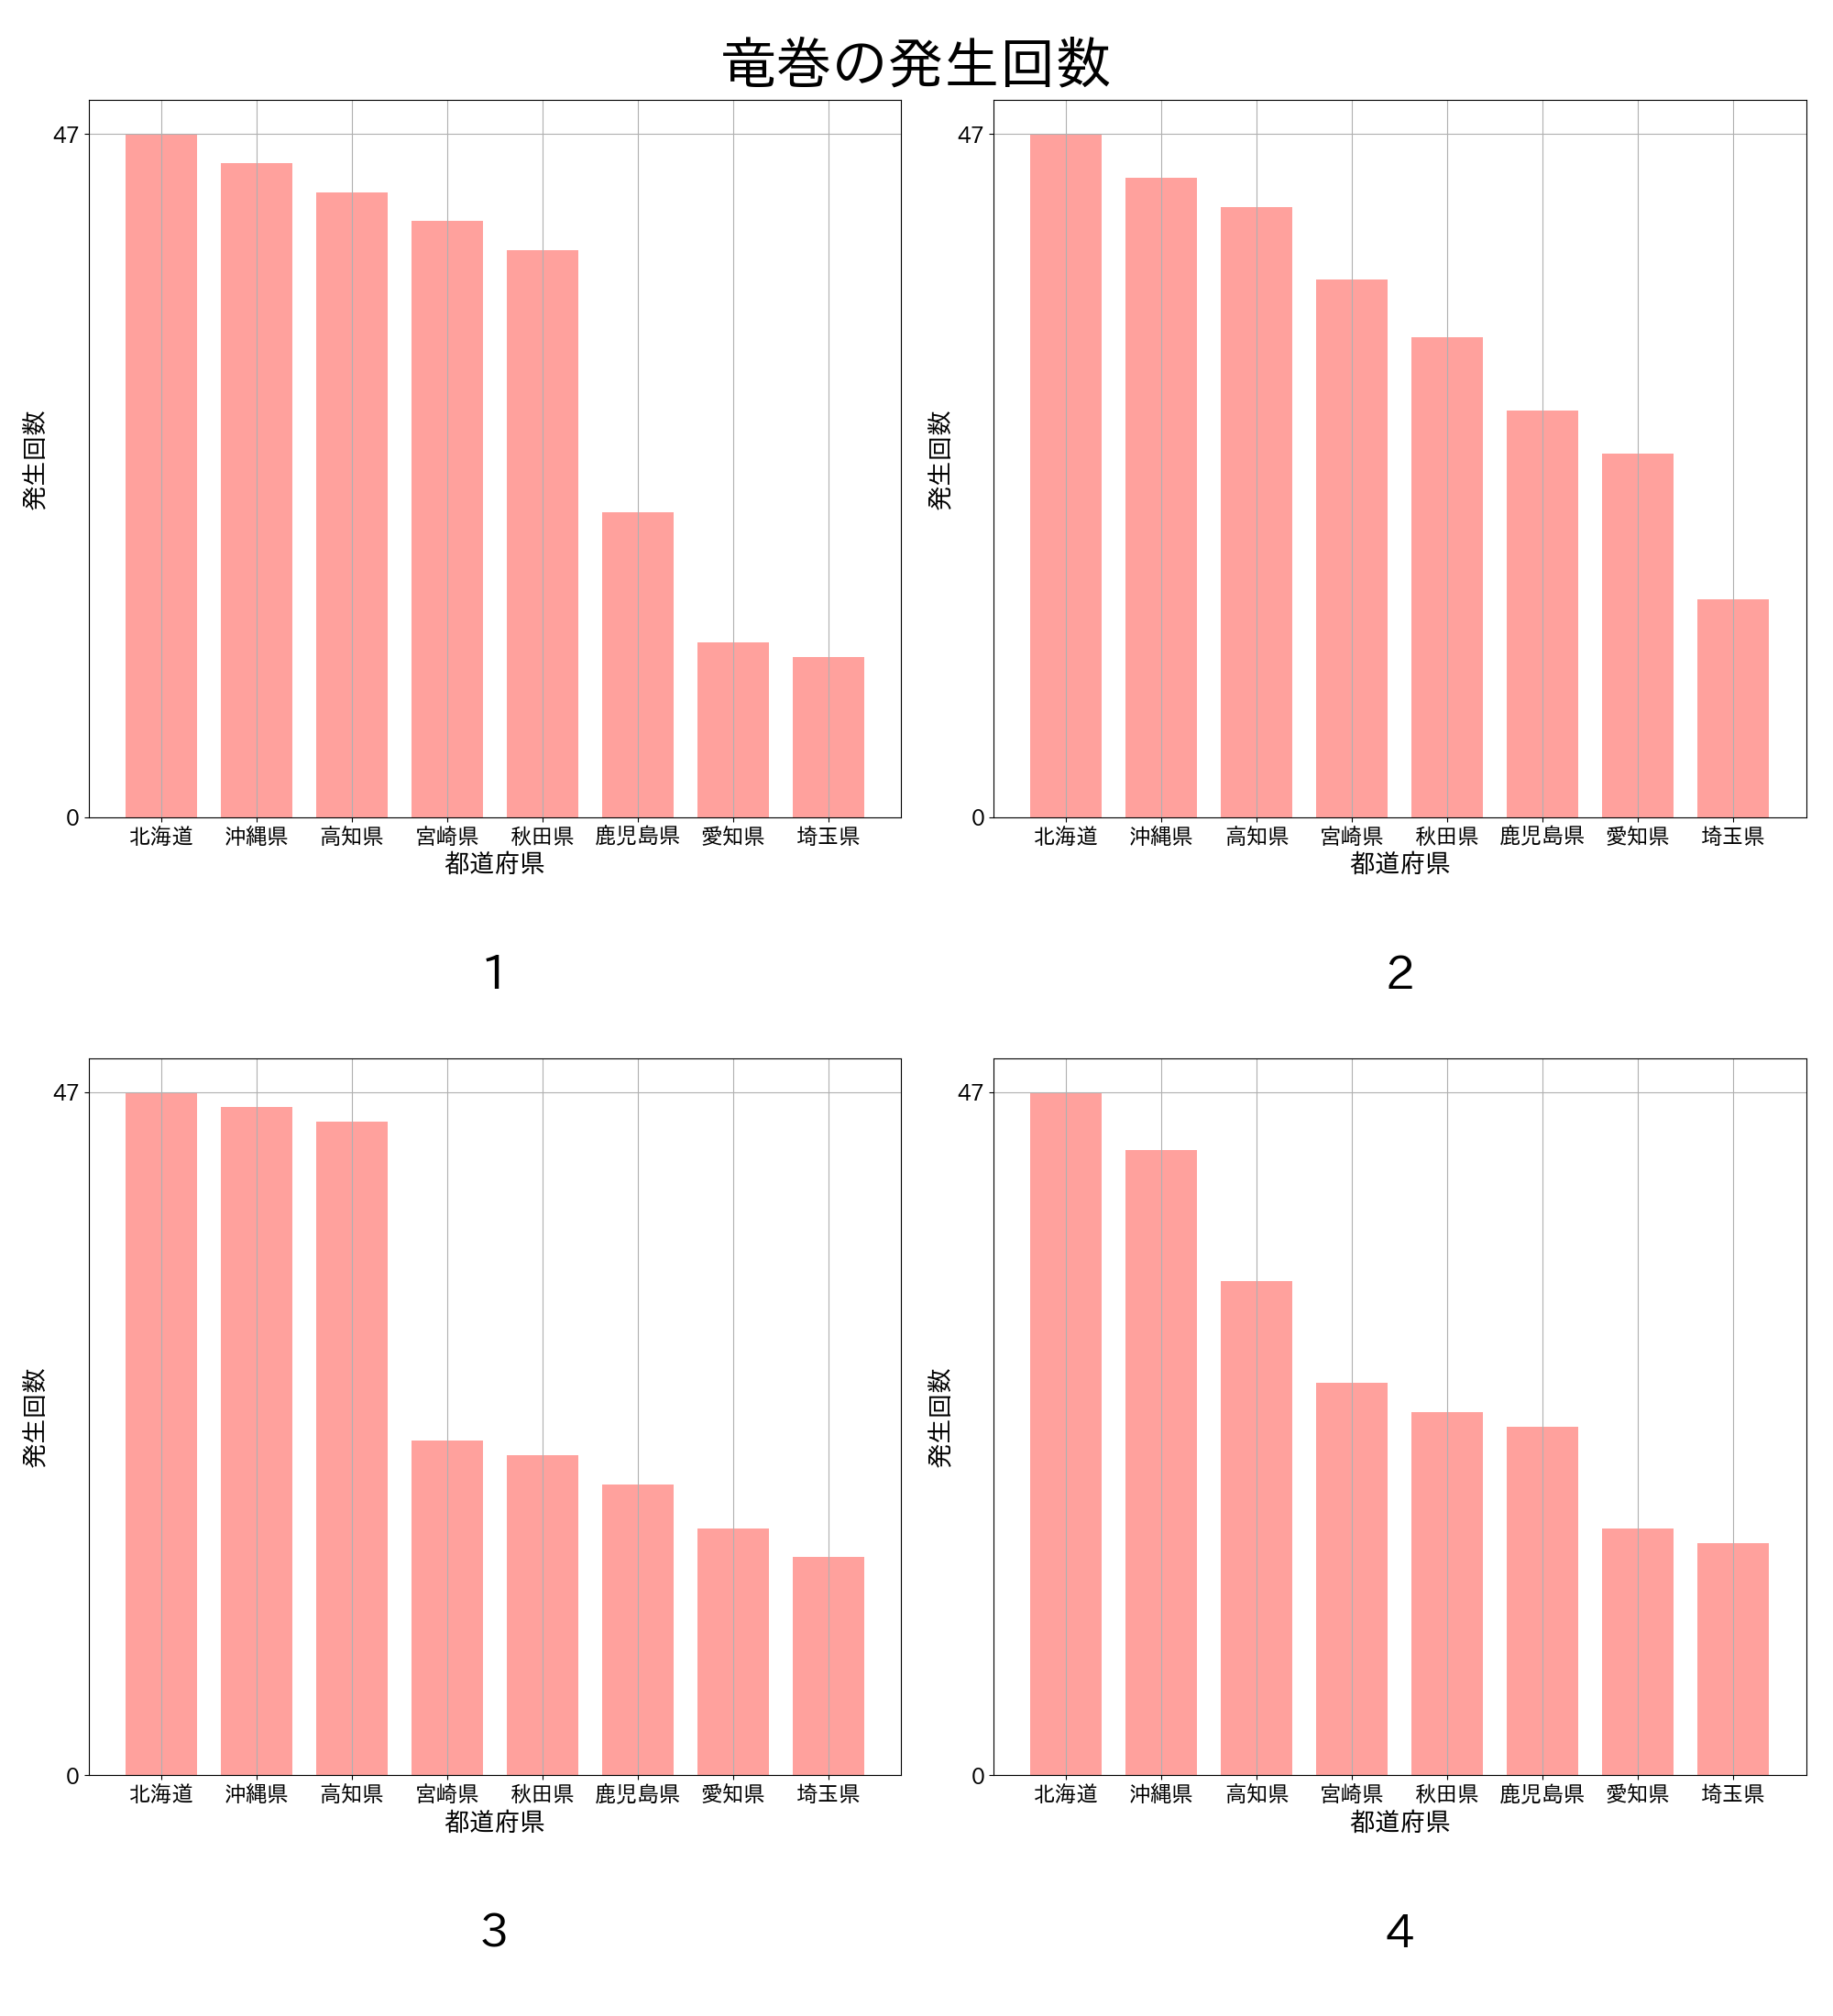 竜巻の発生回数
47
0
発生回数
北海道 沖縄県 高知県 宮崎県 秋田県 鹿児島県 愛知県 埼玉県
都道府県
1
47
0
発生回数
北海道 沖縄県 高知県 宮崎県 秋田県 鹿児島県 愛知県 埼玉県
都道府県
2
47
0
発生回数
北海道 沖縄県 高知県 宮崎県 秋田県 鹿児島県 愛知県 埼玉県
都道府県
3
47
0
発生回数
北海道 沖縄県 高知県 宮崎県 秋田県 鹿児島県 愛知県 埼玉県
都道府県
4